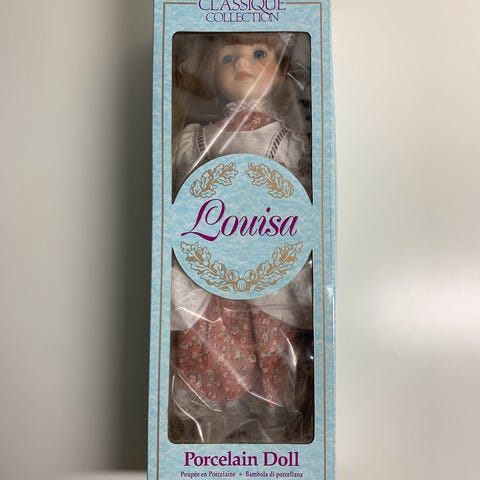 CLASSIQUE
COLLECTION
Louisa
Porcelain Doll
Poupée en Porcelaine • Bambola di porcellana